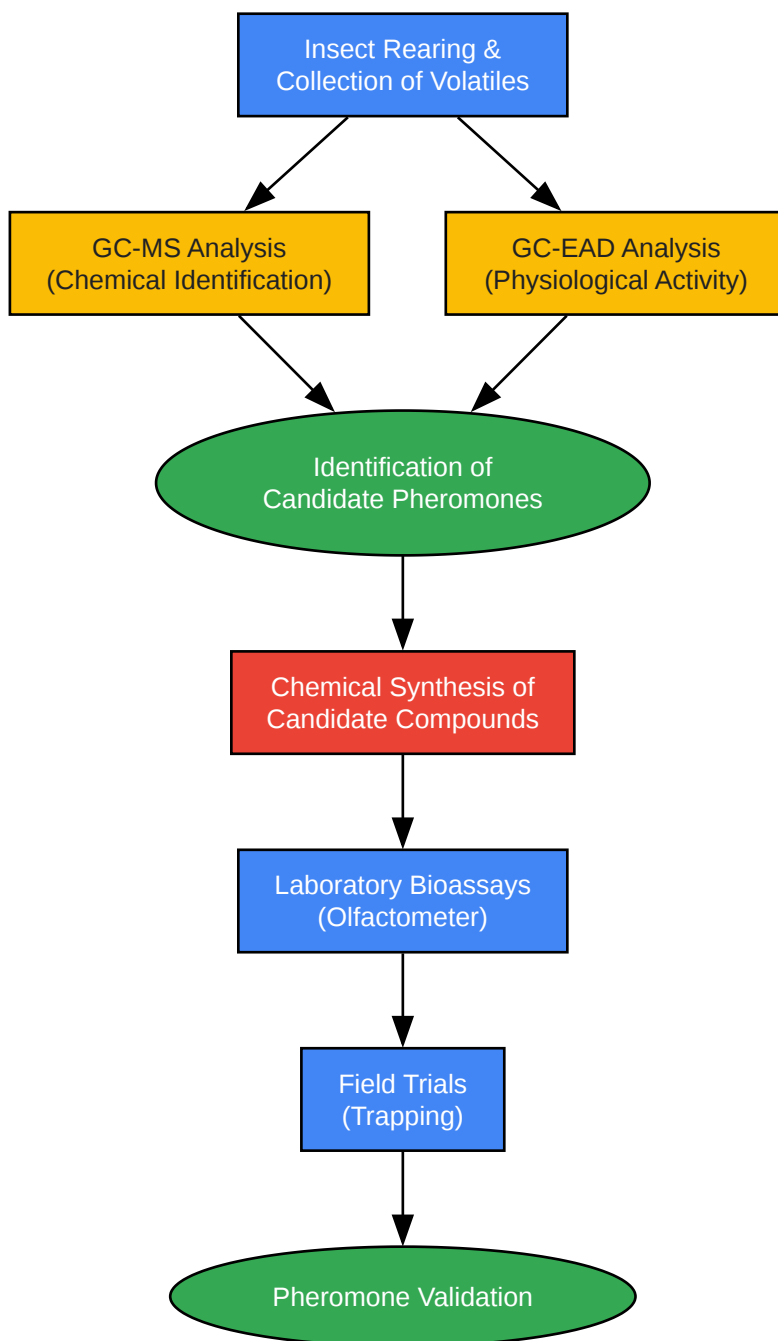 Insect Rearing &
Collection of Volatiles
GC-MS Analysis
(Chemical Identification)
GC-EAD Analysis
(Physiological Activity)
Identification of
Candidate Pheromones
Chemical Synthesis of
Candidate Compounds
Laboratory Bioassays
(Olfactometer)
Field Trials
(Trapping)
Pheromone Validation